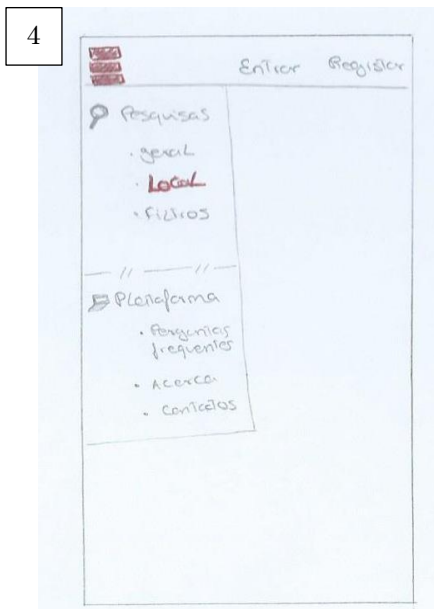 4
Entrar Registar
Pesquisas
· geral
· Local
· Filtros
Plataforma
· Perguntas
frequentes
· Acerca
· Contactos